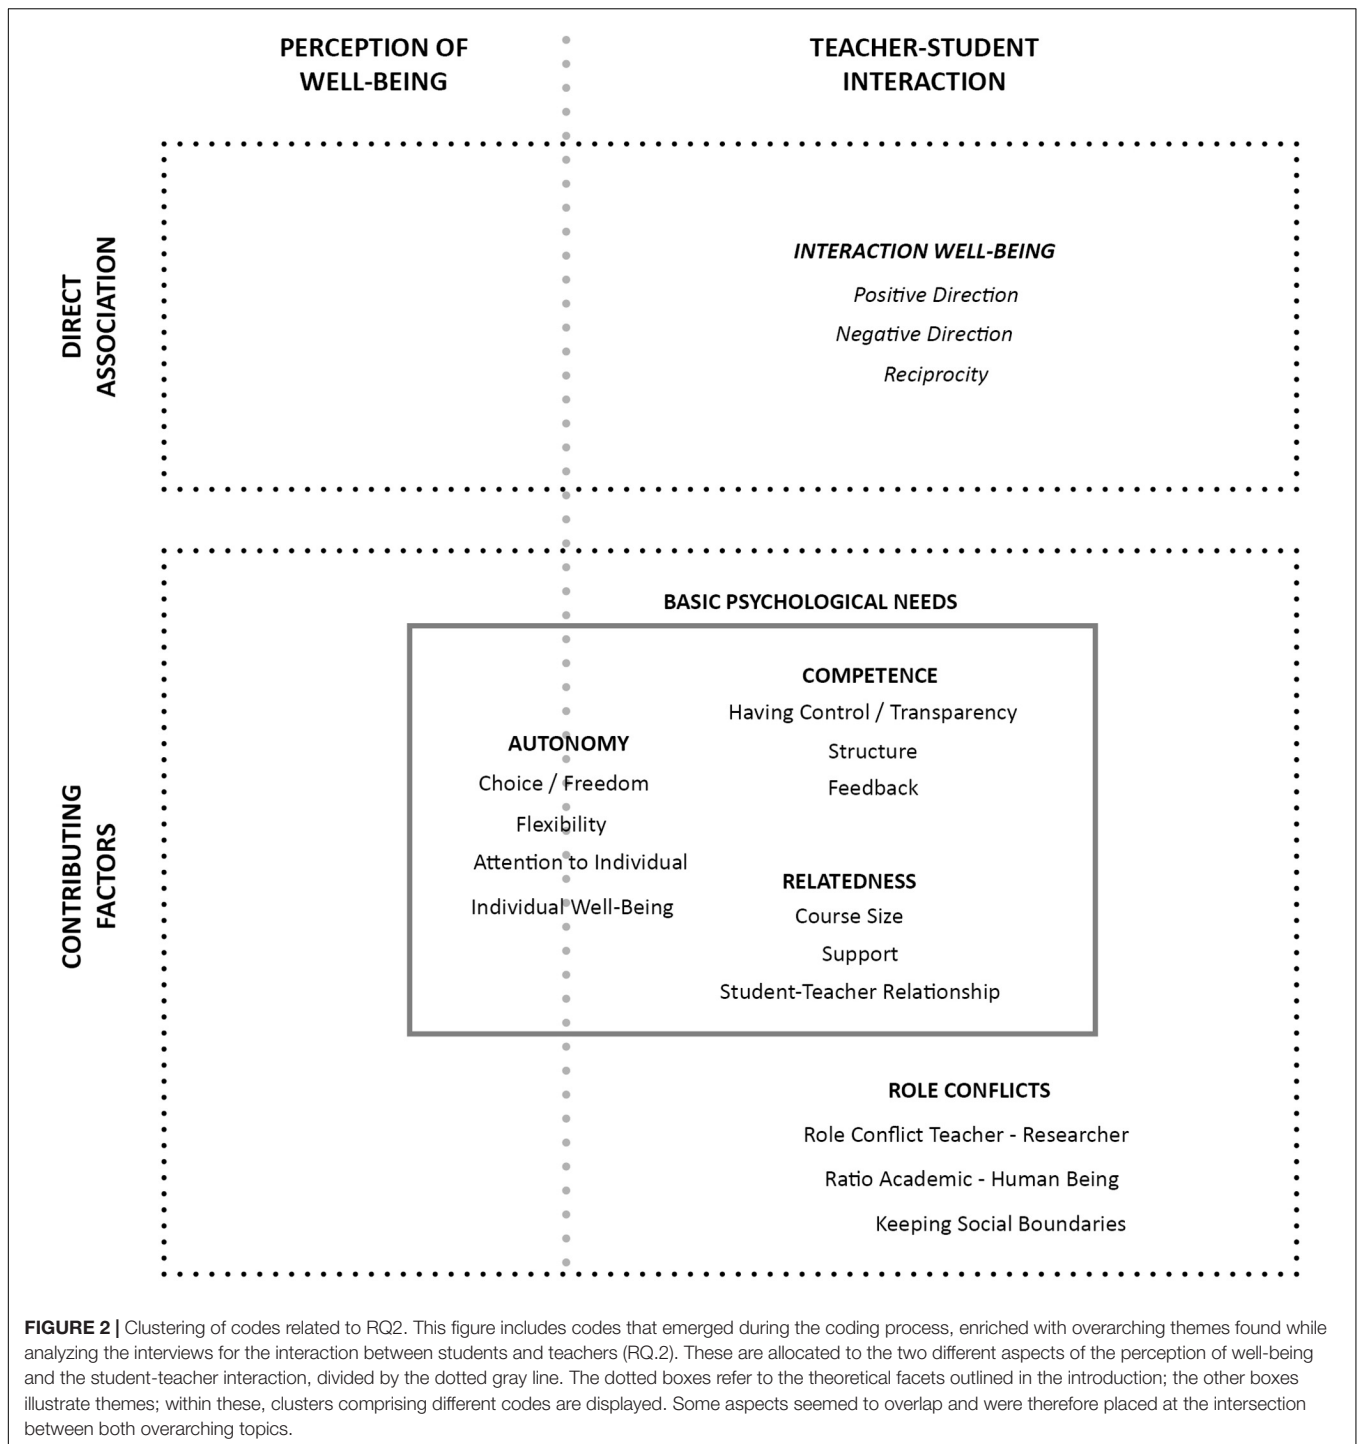 PERCEPTION OF
WELL-BEING
TEACHER-STUDENT
INTERACTION
DIRECT
ASSOCIATION
INTERACTION WELL-BEING
Positive Direction
Negative Direction
Reciprocity
CONTRIBUTING
FACTORS
BASIC PSYCHOLOGICAL NEEDS
AUTONOMY
Choice / Freedom
Flexibility
Attention to Individual
Individual Well-Being
COMPETENCE
Having Control / Transparency
Structure
Feedback
RELATEDNESS
Course Size
Support
Student-Teacher Relationship
ROLE CONFLICTS
Role Conflict Teacher - Researcher
Ratio Academic - Human Being
Keeping Social Boundaries
FIGURE 2 | Clustering of codes related to RQ2. This figure includes codes that emerged during the coding process, enriched with overarching themes found while
analyzing the interviews for the interaction between students and teachers (RQ.2). These are allocated to the two different aspects of the perception of well-being
and the student-teacher interaction, divided by the dotted gray line. The dotted boxes refer to the theoretical facets outlined in the introduction; the other boxes
illustrate themes; within these, clusters comprising different codes are displayed. Some aspects seemed to overlap and were therefore placed at the intersection
between both overarching topics.